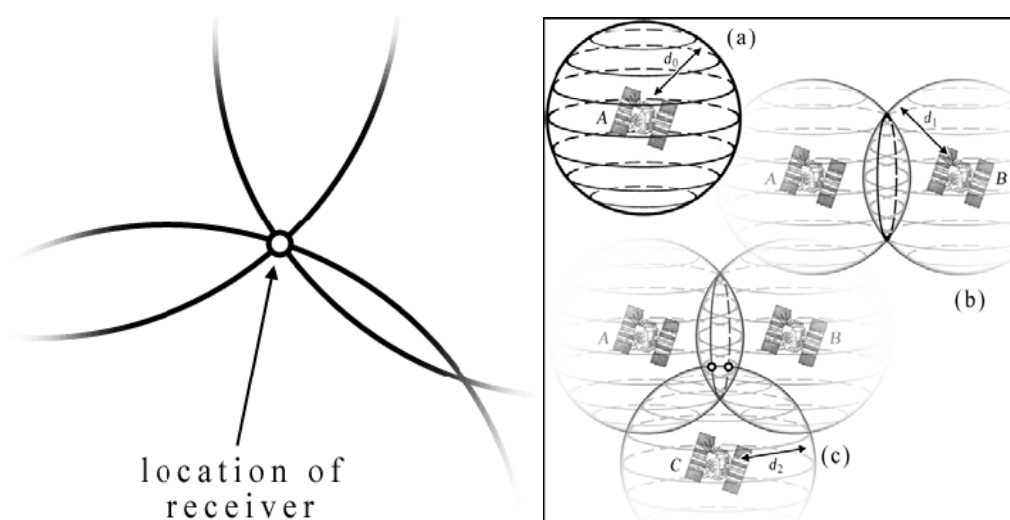 location of
receiver
(a)
d0
A
d1
A
B
(b)
A
B
C
d2
(c)